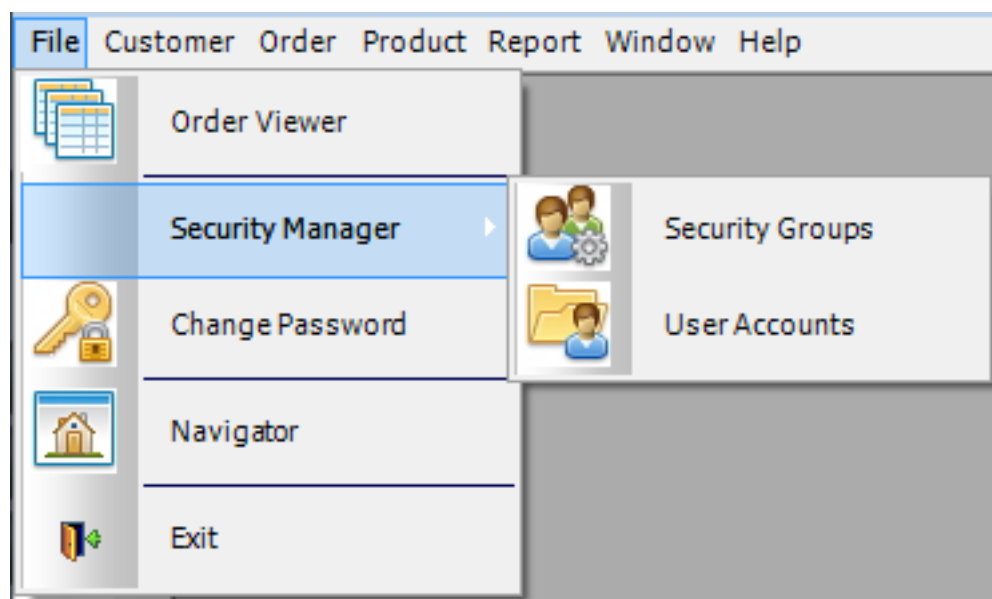 File Customer Order Product Report Window Help
Order Viewer
Security Manager
Security Groups
Change Password
User Accounts
Navigator
Exit